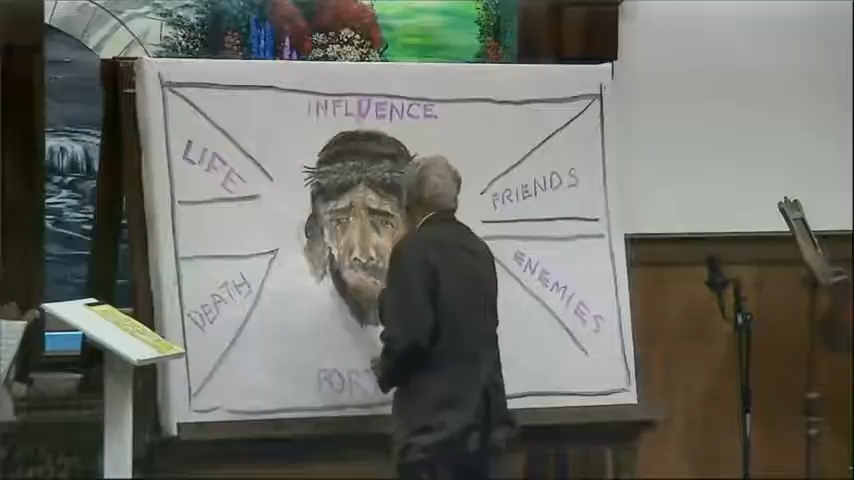 INFLUENCE
LIFE
FRIENDS
DEATH
ENEMIES